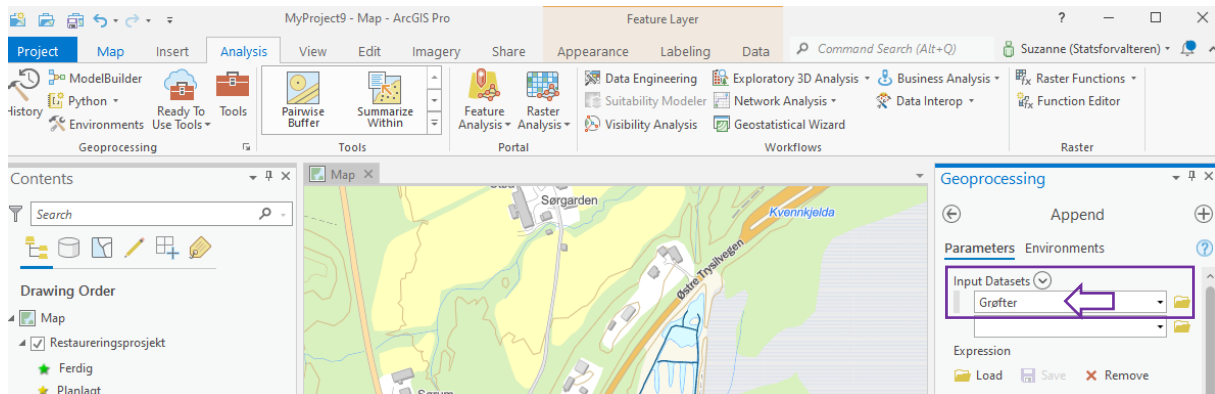 MyProject9 - Map - ArcGIS Pro
Feature Layer
?
Project Map Insert Analysis View Edit Imagery Share Appearance Labeling Data Command Search (Alt+Q) Suzanne (Statsforvalteren)
History
ModelBuilder
Python
Environments
Ready To Use Tools
Tools
Geoprocessing
Pairwise Buffer
Summarize Within
Tools
Feature Analysis
Raster Analysis
Portal
Data Engineering Exploratory 3D Analysis Business Analysis
Suitability Modeler Network Analysis Data Interop
Visibility Analysis Geostatistical Wizard
Workflows
Raster Functions
Function Editor
Raster
Contents
Search
Drawing Order
Map
Restaureringsprosjekt
Ferdig
Planlagt
Map
Sørgarden
Kvennkjelda
Østre Trysilvegen
Sørum
Geoprocessing
Append
Parameters Environments
?
Input Datasets
Grøfter
Expression
Load Save Remove